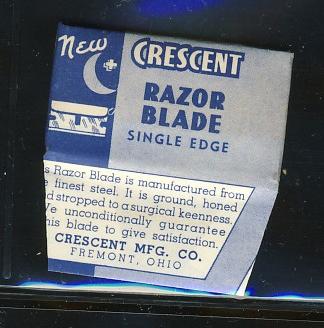 New
CRESCENT
RAZOR
BLADE
SINGLE EDGE
s Razor Blade is manufactured from
e finest steel. It is ground, honed
d stropped to a surgical keenness.
e unconditionally guarantee
his blade to give satisfaction.
CRESCENT MFG. CO.
FREMONT, OHIO